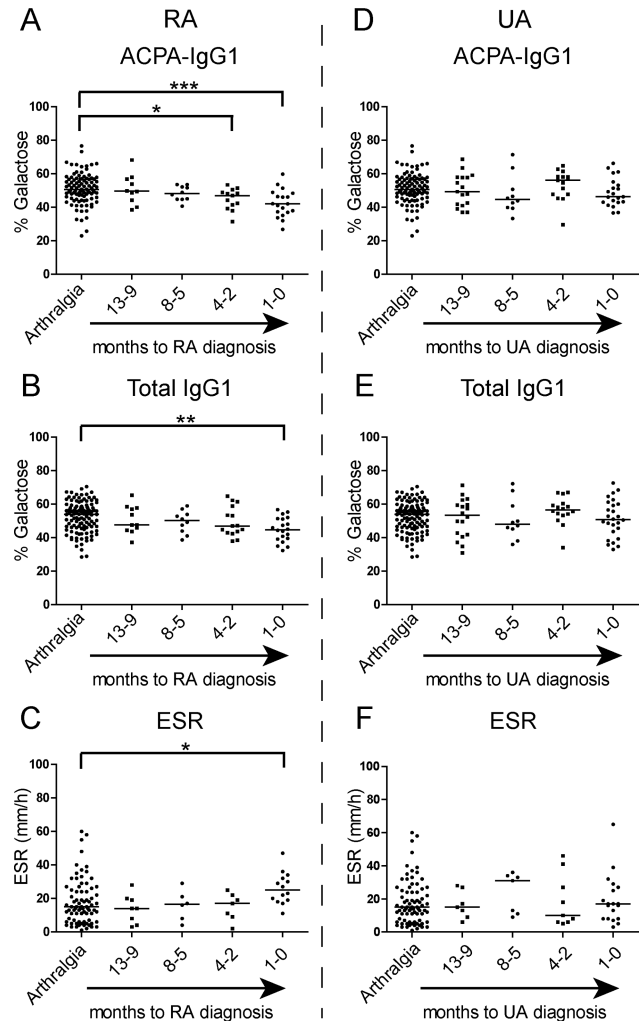 A
RA
ACPA-IgG1
***
*
% Galactose
100
80
60
40
20
0
Arthralgia
13-9
8-5
4-2
1-0
months to RA diagnosis
B
Total IgG1
**
% Galactose
100
80
60
40
20
0
Arthralgia
13-9
8-5
4-2
1-0
months to RA diagnosis
C
ESR
*
ESR (mm/h)
100
80
60
40
20
0
Arthralgia
13-9
8-5
4-2
1-0
months to RA diagnosis
D
UA
ACPA-IgG1
% Galactose
100
80
60
40
20
0
Arthralgia
13-9
8-5
4-2
1-0
months to UA diagnosis
E
Total IgG1
% Galactose
100
80
60
40
20
0
Arthralgia
13-9
8-5
4-2
1-0
months to UA diagnosis
F
ESR
ESR (mm/h)
100
80
60
40
20
0
Arthralgia
13-9
8-5
4-2
1-0
months to UA diagnosis